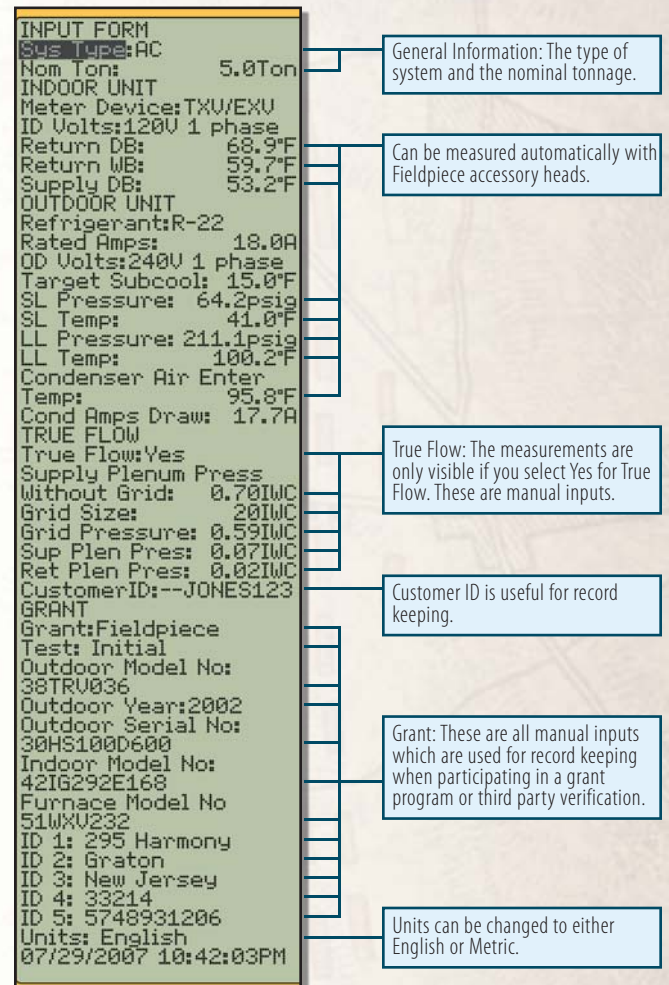 INPUT FORM
Sys Type:AC
Nom Ton: 5.0Ton
INDOOR UNIT
Meter Device:TXV/EXV
ID Volts:120V 1 phase
Return DB: 68.9°F
Return WB: 59.7°F
Supply DB: 53.2°F
OUTDOOR UNIT
Refrigerant:R-22
Rated Amps: 18.0A
OD Volts:240V 1 phase
Target Subcool: 15.0°F
SL Pressure: 64.2psig
SL Temp: 41.0°F
LL Pressure: 211.1psig
LL Temp: 100.2°F
Condenser Air Enter
Temp: 95.8°F
Cond Amps Draw: 17.7A
TRUE FLOW
True Flow:Yes
Supply Plenum Press
Without Grid: 0.70IWC
Grid Size: 20IWC
Grid Pressure: 0.59IWC
Sup Plen Pres: 0.07IWC
Ret Plen Pres: 0.02IWC
CustomerID:--JONES123
GRANT
Grant:Fieldpiece
Test: Initial
Outdoor Model No:
38TRV036
Outdoor Year:2002
Outdoor Serial No:
30HS100D600
Indoor Model No:
42IG292E168
Furnace Model No
51WXV232
ID 1: 295 Harmony
ID 2: Graton
ID 3: New Jersey
ID 4: 33214
ID 5: 5748931206
Units: English
07/29/2007 10:42:03PM
General Information: The type of
system and the nominal tonnage.
Can be measured automatically with
Fieldpiece accessory heads.
True Flow: The measurements are
only visible if you select Yes for True
Flow. These are manual inputs.
Customer ID is useful for record
keeping.
Grant: These are all manual inputs
which are used for record keeping
when participating in a grant
program or third party verification.
Units can be changed to either
English or Metric.